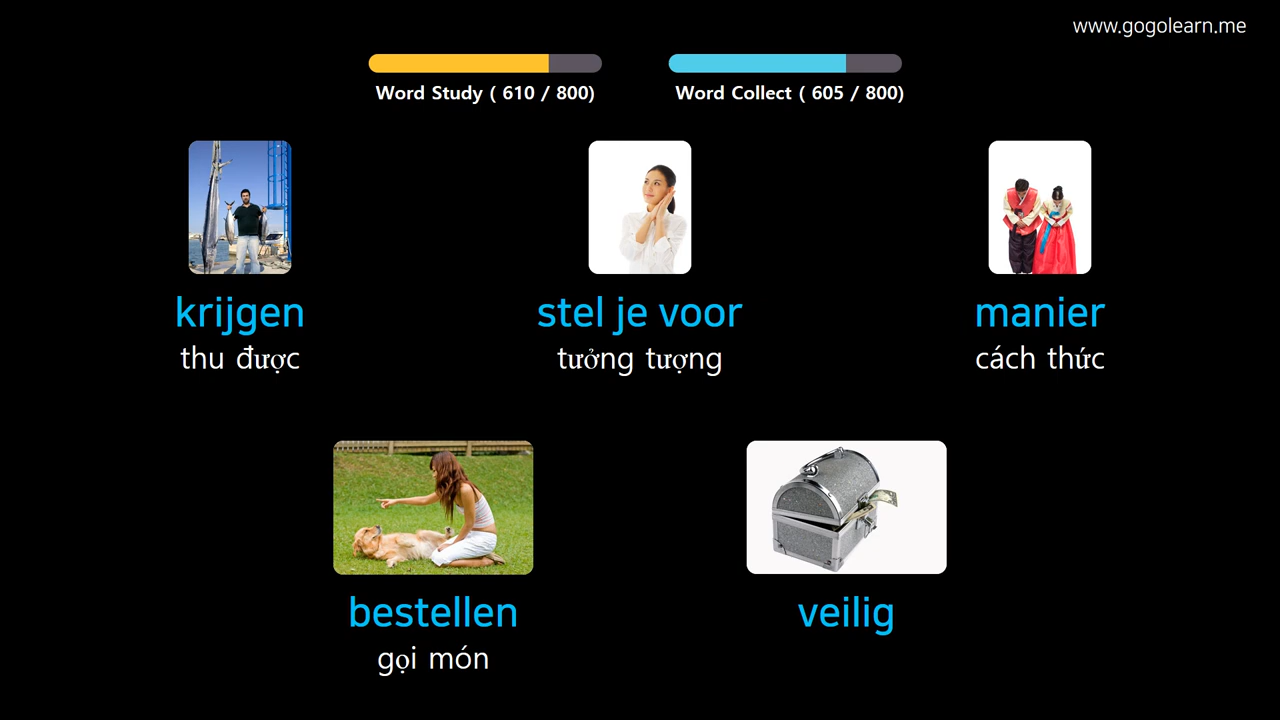 www.gogolearn.me
Word Study ( 610 / 800)
Word Collect ( 605 / 800)
krijgen
thu được
stel je voor
tưởng tượng
manier
cách thức
bestellen
gọi món
veilig